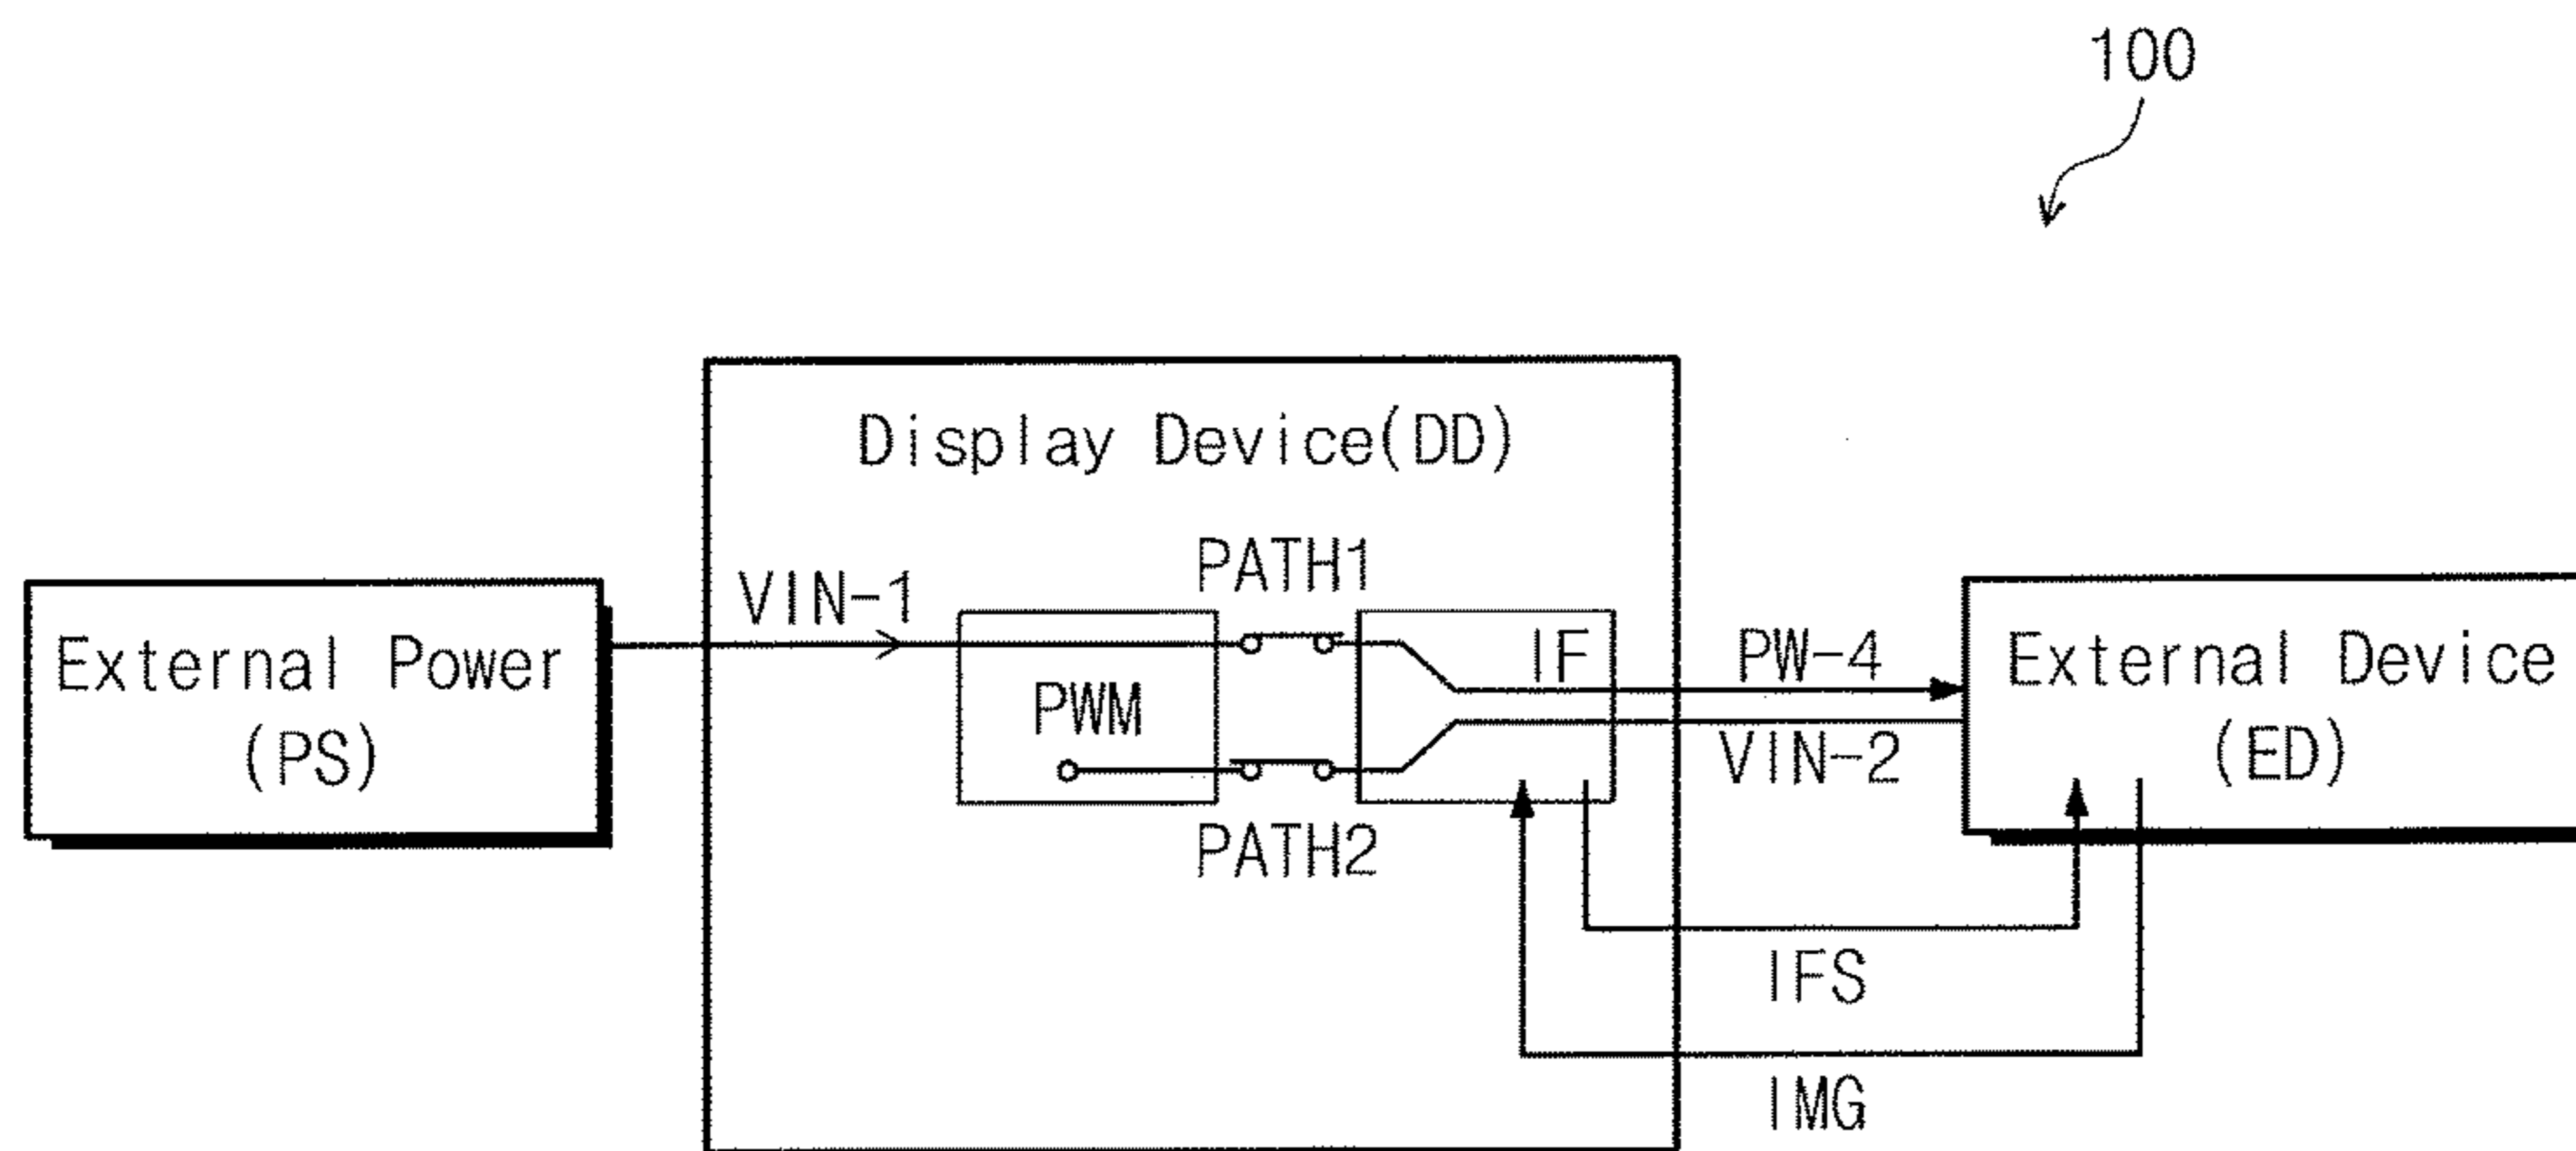 100
Display Device(DD)
PATH1
VIN-1
External Power
(PS)
PWM
IF
PW-4
VIN-2
External Device
(ED)
PATH2
IFS
IMG